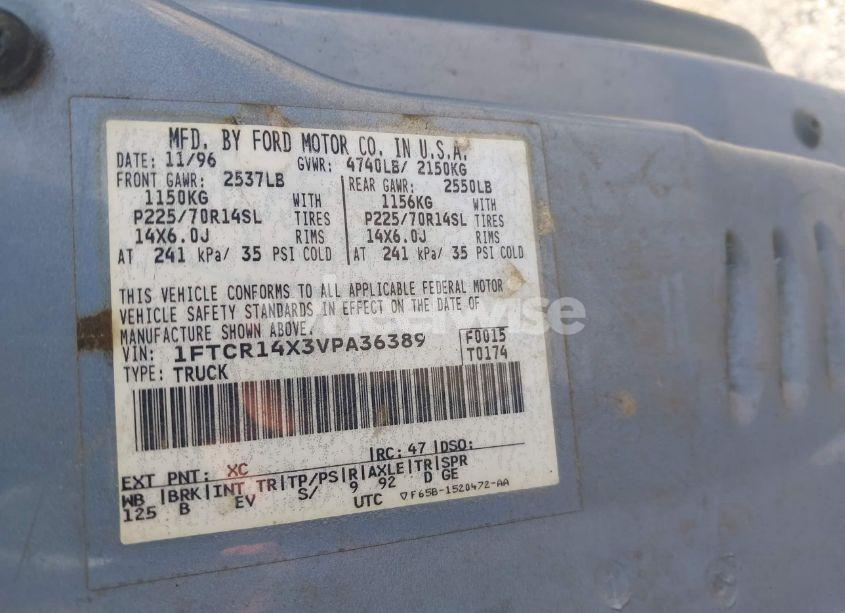 MFD. BY FORD MOTOR CO. IN U.S.A.
DATE: 11/96 GVWR: 4740LB/ 2150KG
FRONT GAWR: 2537LB REAR GAWR: 2550LB
1150KG WITH 1156KG WITH
P225/70R14SL TIRES P225/70R14SL TIRES
14X6.0J RIMS 14X6.0J RIMS
AT 241 kPa/ 35 PSI COLD AT 241 kPa/ 35 PSI COLD
THIS VEHICLE CONFORMS TO ALL APPLICABLE FEDERAL MOTOR
VEHICLE SAFETY STANDARDS IN EFFECT ON THE DATE OF
MANUFACTURE SHOWN ABOVE.
VIN: 1FTCR14X3VPA36389 F0015
TYPE: TRUCK T0174
EXT PNT: XC RC: 47 DSO:
WB BRK INT TR TP/PS R AXLE TR SPR
125 B EV S/ 9 92 D GE
UTC F65B-1520472-AA